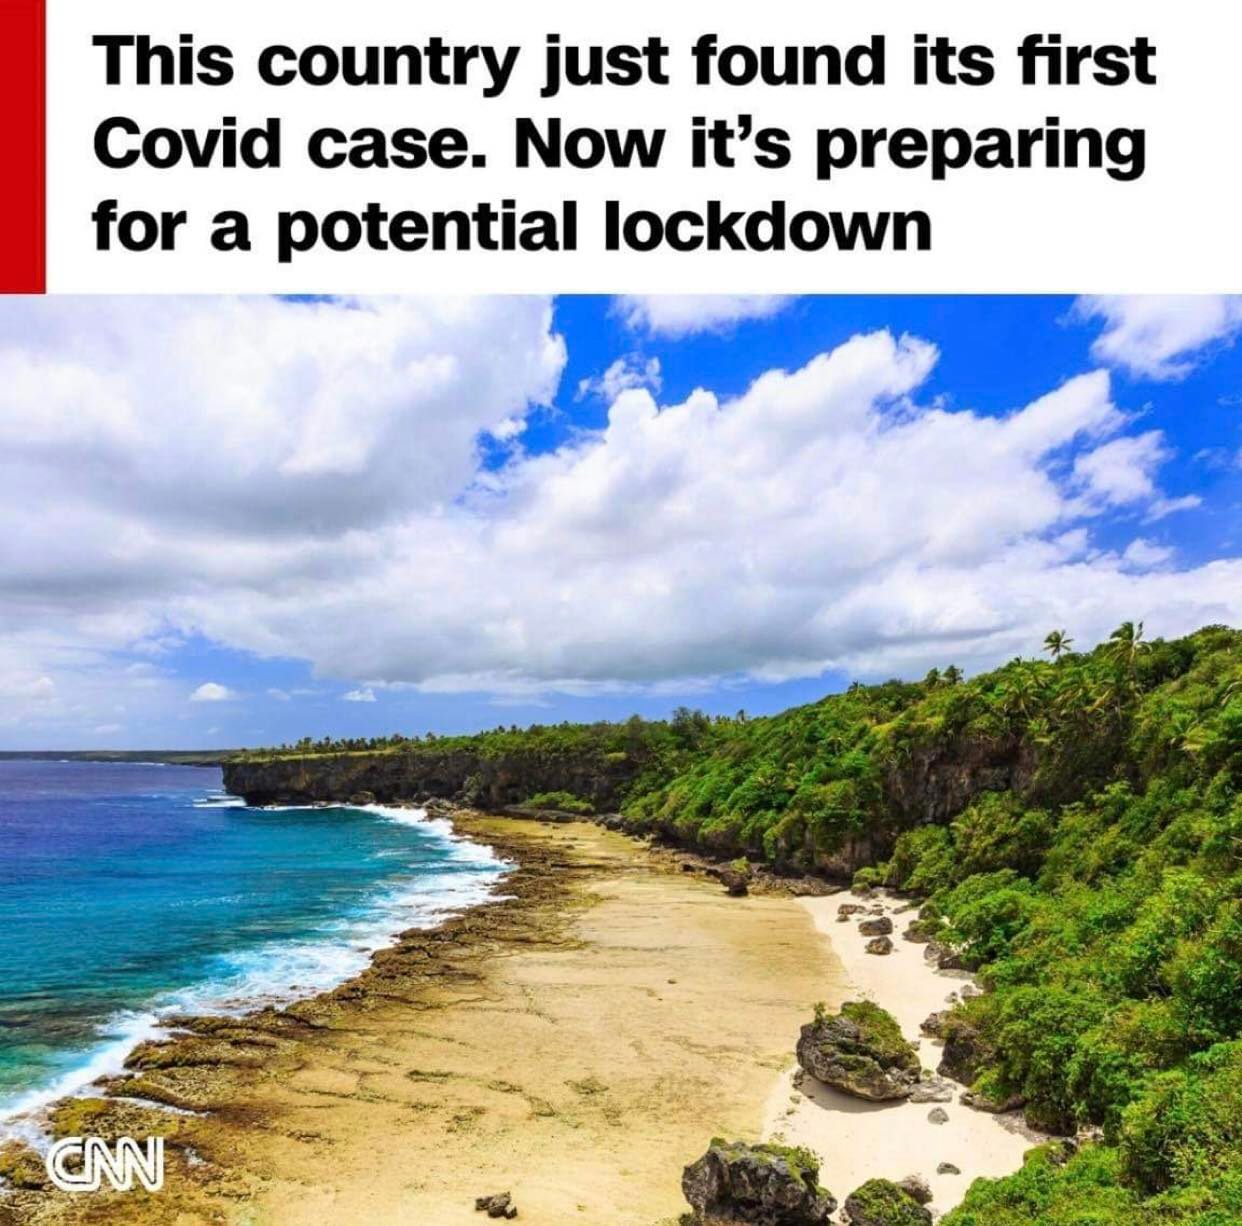 This country just found its first
Covid case. Now it’s preparing
for a potential lockdown
CNN